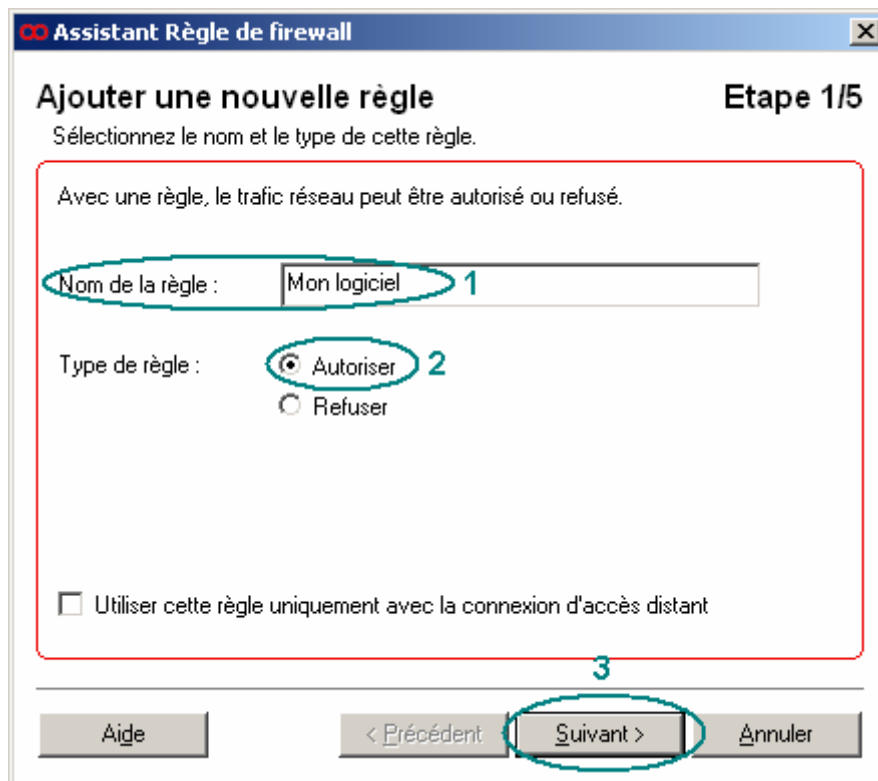 Assistant Règle de firewall
Ajouter une nouvelle règle Etape 1/5
Sélectionnez le nom et le type de cette règle.
Avec une règle, le trafic réseau peut être autorisé ou refusé.
Nom de la règle : Mon logiciel 1
Type de règle : Autoriser 2
Refuser
Utiliser cette règle uniquement avec la connexion d'accès distant
3
Aide < Précédent Suivant > Annuler